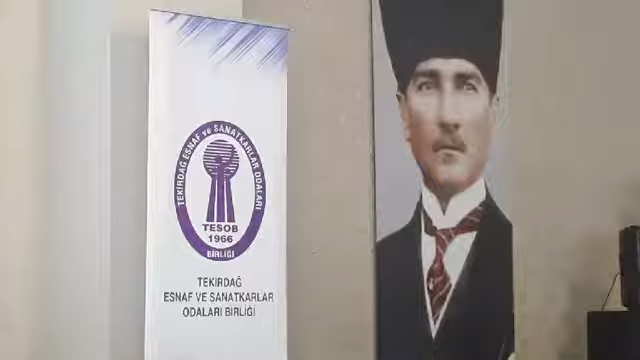 TEKİRDAĞ ESNAF ve SANATKARLAR ODALARI
TESOB
1966
BİRLİĞİ
TEKİRDAĞ
ESNAF VE SANATKARLAR
ODALARI BİRLİĞİ